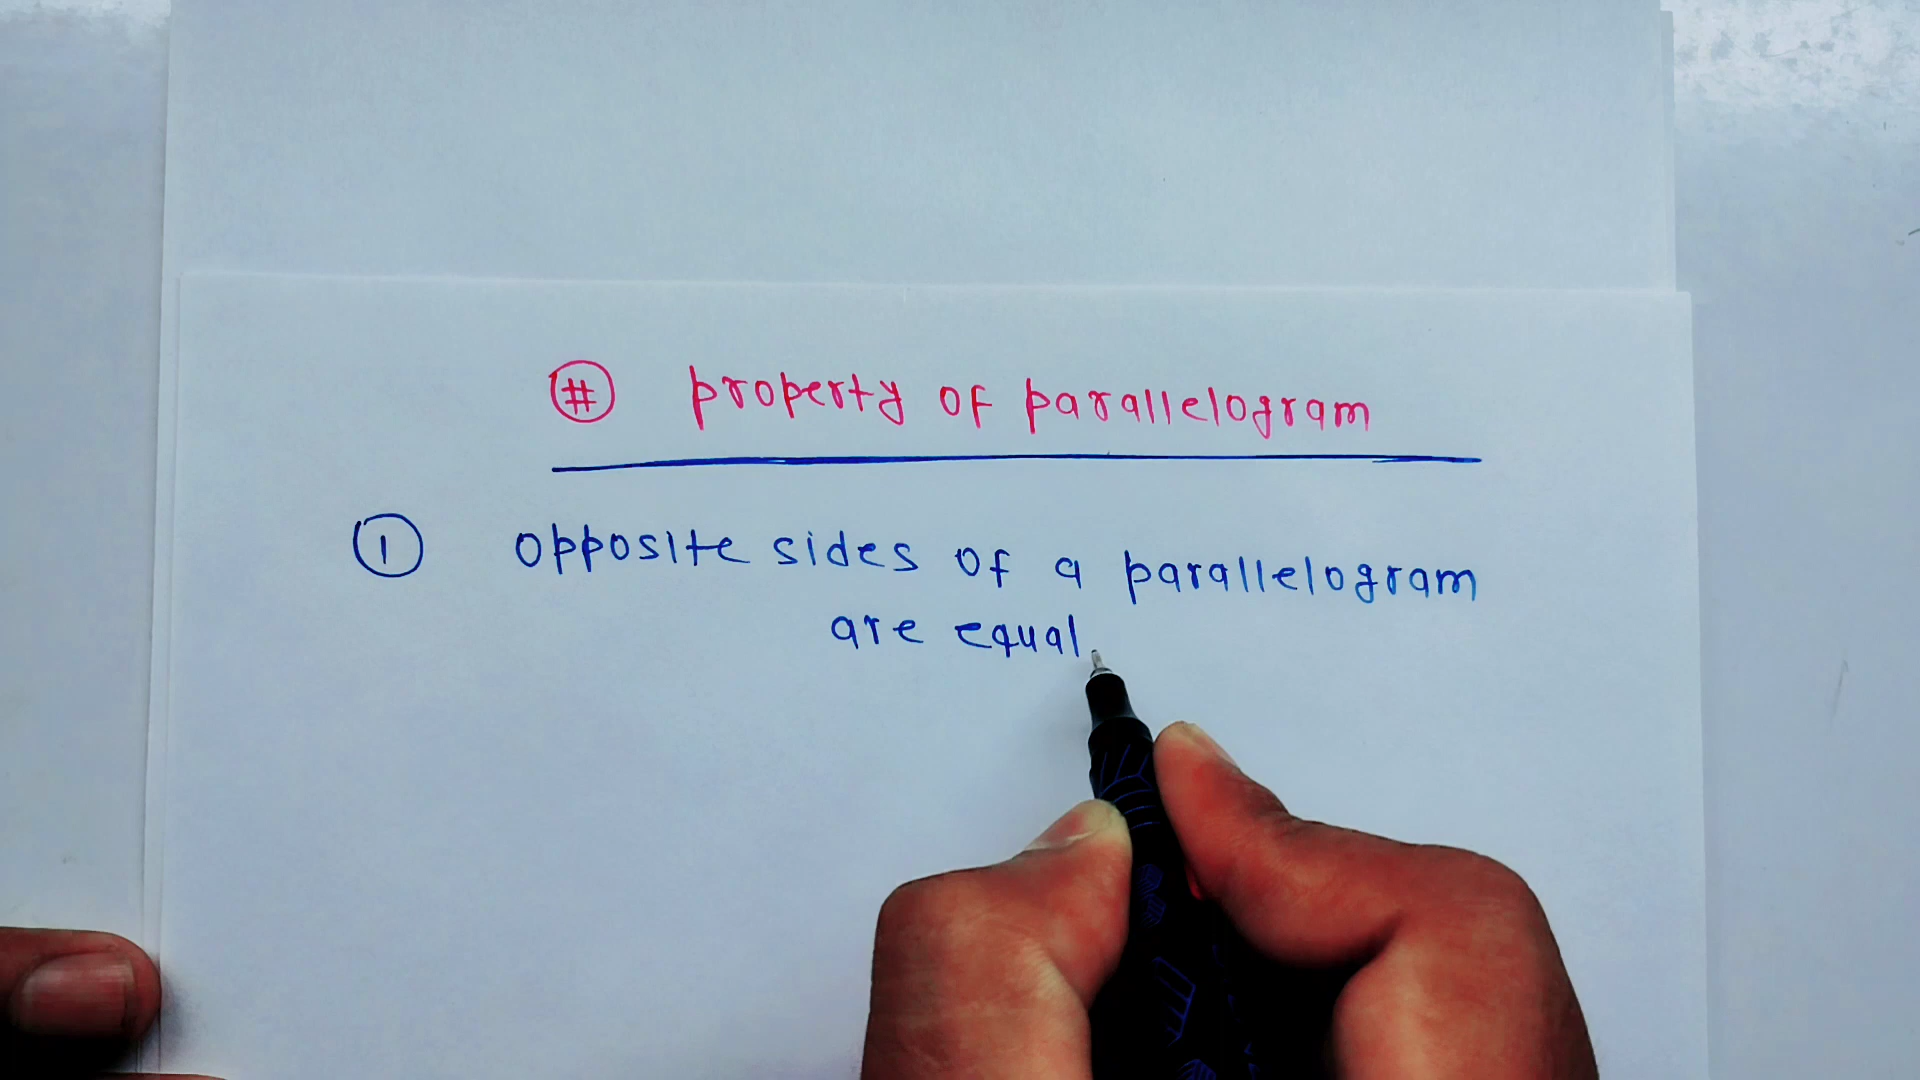 # property of parallelogram
1 opposite sides of a parallelogram
are equal.